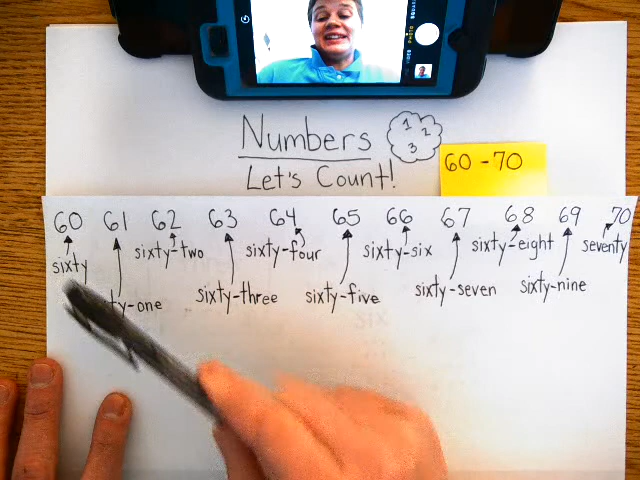 Numbers
1 2 3
Let's Count!
60 - 70
60 61 62 63 64 65 66 67 68 69 70
sixty sixty-two sixty-four sixty-six sixty-eight seventy
ty-one sixty-three sixty-five sixty-seven sixty-nine